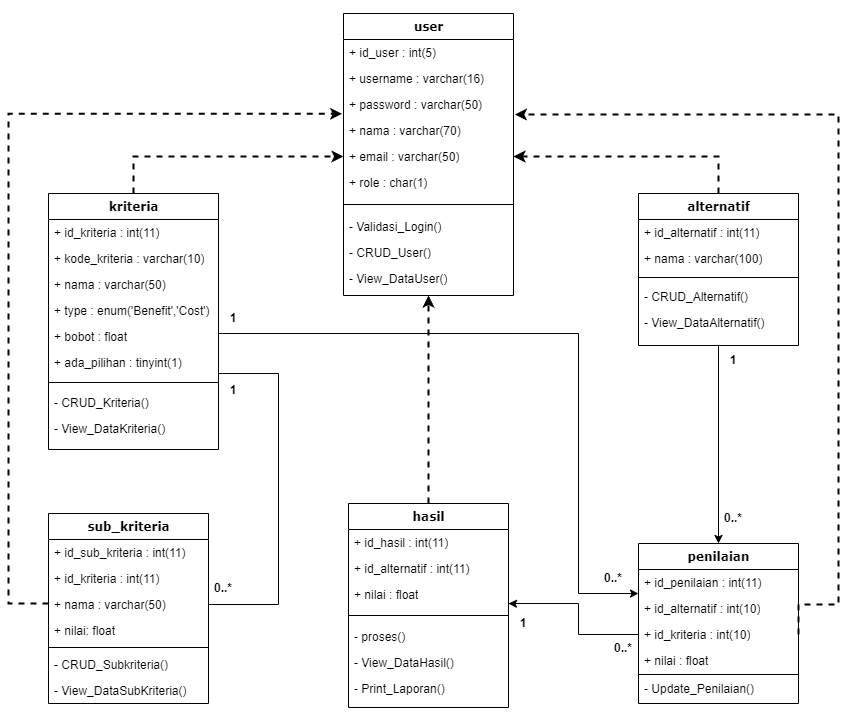 user
+ id_user : int(5)
+ username : varchar(16)
+ password : varchar(50)
+ nama : varchar(70)
+ email : varchar(50)
+ role : char(1)
- Validasi_Login()
- CRUD_User()
- View_DataUser()
kriteria
+ id_kriteria : int(11)
+ kode_kriteria : varchar(10)
+ nama : varchar(50)
+ type : enum('Benefit','Cost')
+ bobot : float
+ ada_pilihan : tinyint(1)
- CRUD_Kriteria()
- View_DataKriteria()
alternatif
+ id_alternatif : int(11)
+ nama : varchar(100)
- CRUD_Alternatif()
- View_DataAlternatif()
1
1
1
sub_kriteria
+ id_sub_kriteria : int(11)
+ id_kriteria : int(11)
+ nama : varchar(50)
+ nilai: float
- CRUD_Subkriteria()
- View_DataSubKriteria()
0..*
hasil
+ id_hasil : int(11)
+ id_alternatif : int(11)
+ nilai : float
- proses()
- View_DataHasil()
- Print_Laporan()
0..*
0..*
1
0..*
penilaian
+ id_penilaian : int(11)
+ id_alternatif : int(10)
+ id_kriteria : int(10)
+ nilai : float
- Update_Penilaian()